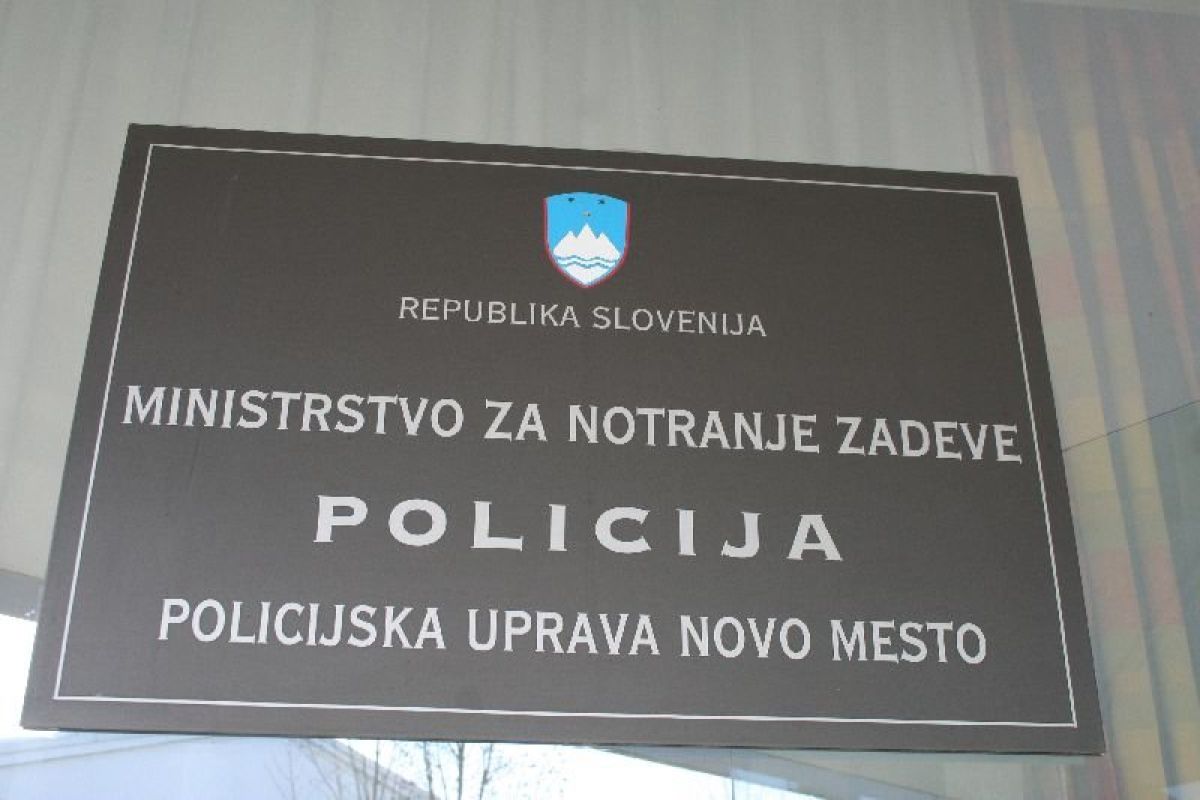 REPUBLIKA SLOVENIJA
MINISTRSTVO ZA NOTRANJE ZADEVE
POLICIJA
POLICIJSKA UPRAVA NOVO MESTO